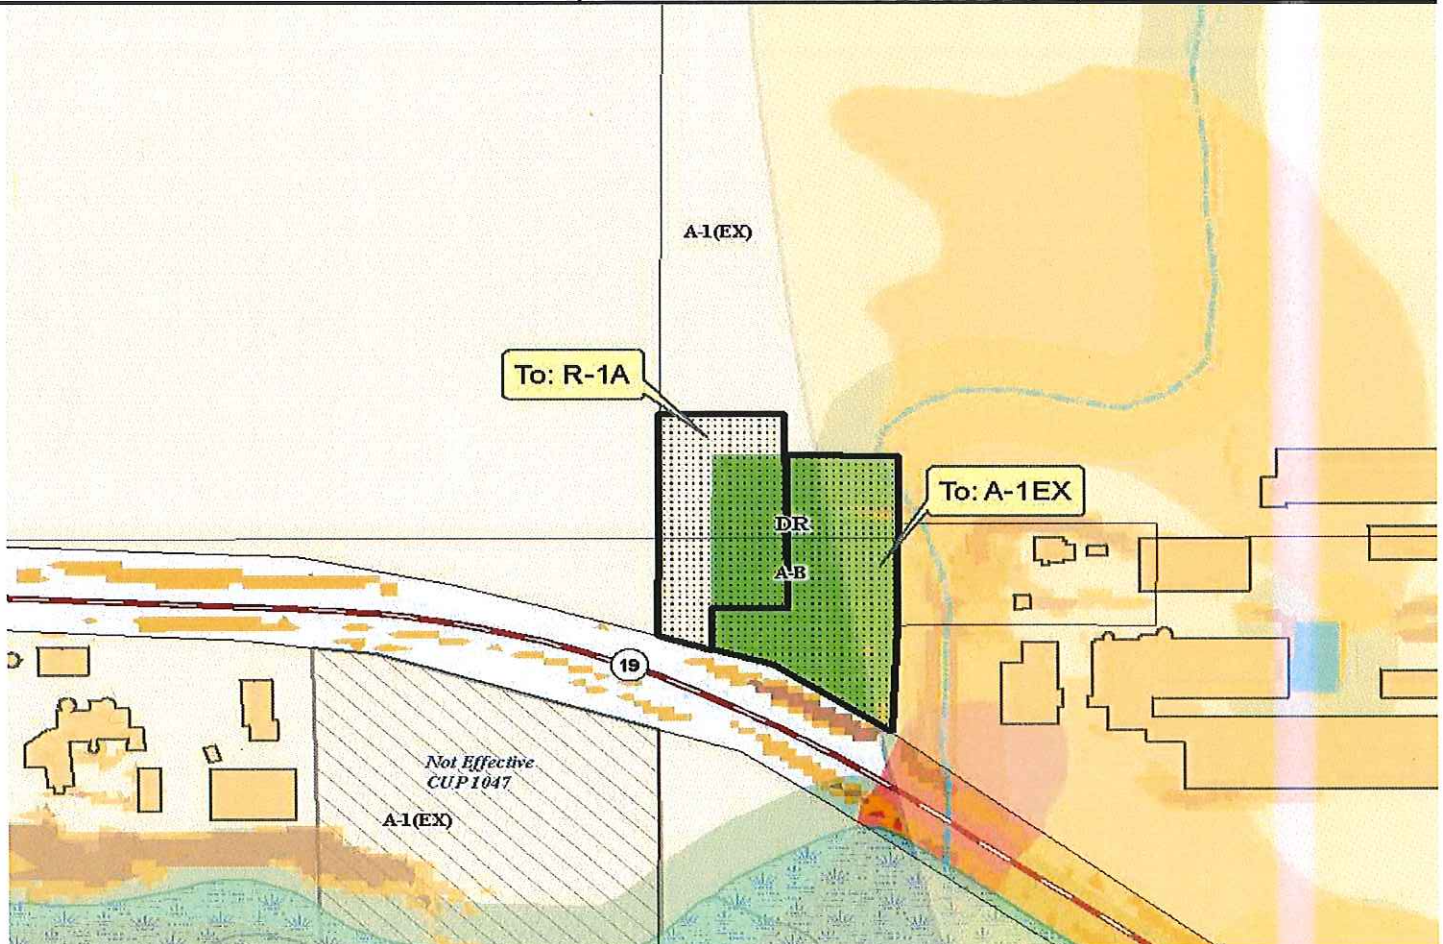 A-1(EX)
To: R-1A
To: A-1EX
DR
A-B
19
Not Effective
CUP 1047
A-1(EX)